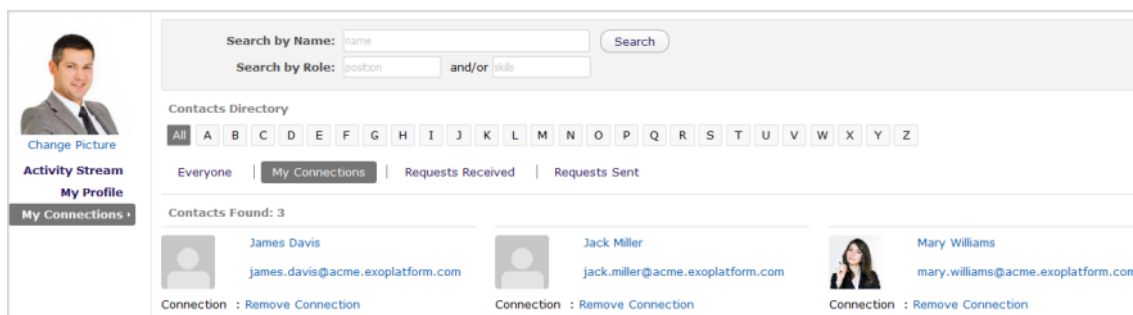 Search by Name: name Search
Search by Role: position and/or skills
Contacts Directory
All A B C D E F G H I J K L M N O P Q R S T U V W X Y Z
Change Picture
Activity Stream
My Profile
My Connections
Everyone | My Connections | Requests Received | Requests Sent
Contacts Found: 3
James Davis
james.davis@acme.exoplatform.com
Connection : Remove Connection
Jack Miller
jack.miller@acme.exoplatform.com
Connection : Remove Connection
Mary Williams
mary.williams@acme.exoplatform.com
Connection : Remove Connection